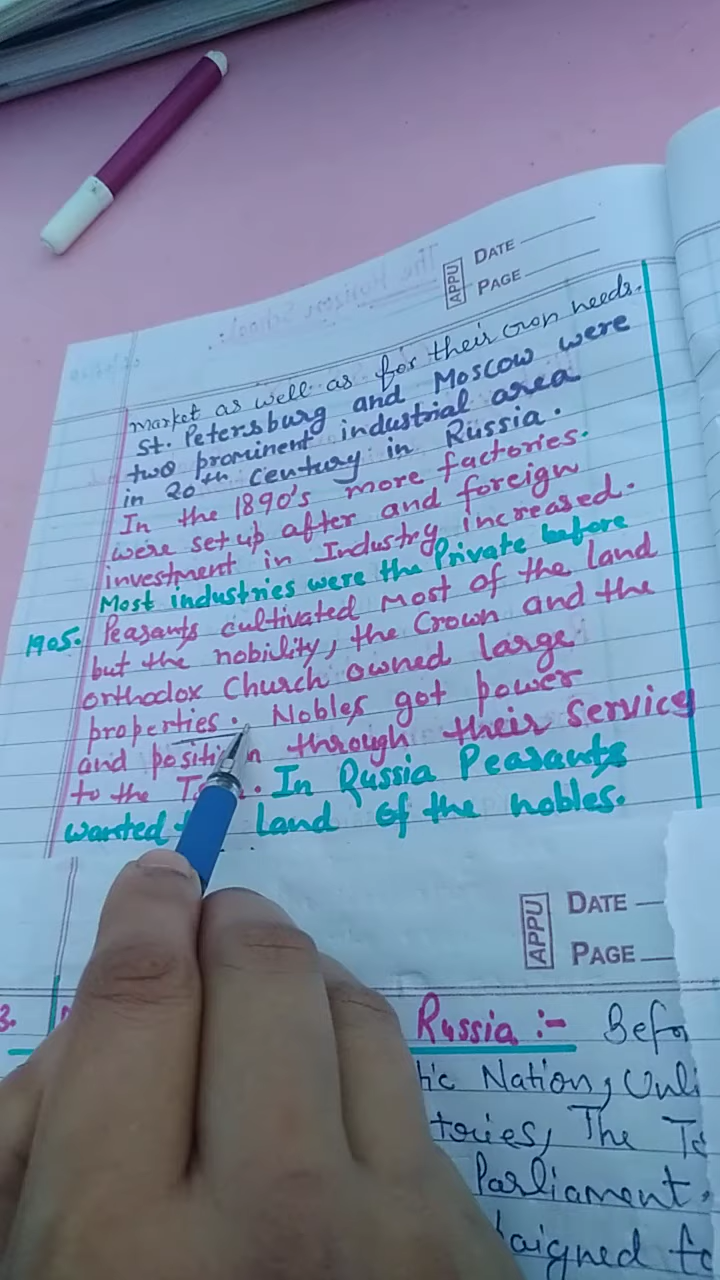 APPU
DATE
PAGE
market as well as for their own needs.
St. Petersburg and Moscow were
two prominent industrial area
in 20th century in Russia.
In the 1890's more factories.
were set up after and foreign
investment in Industry increased.
Most industries were the Private before
1905. Peasants cultivated most of the land
but the nobility, the Crown and the
orthodox Church owned large
properties. Nobles got power
and position through their service
to the . In Russia Peasants
wanted land of the nobles.
APPU
DATE
PAGE
3. Russia :- Befo
tic Nation, Unli
tories, The
Parliament.